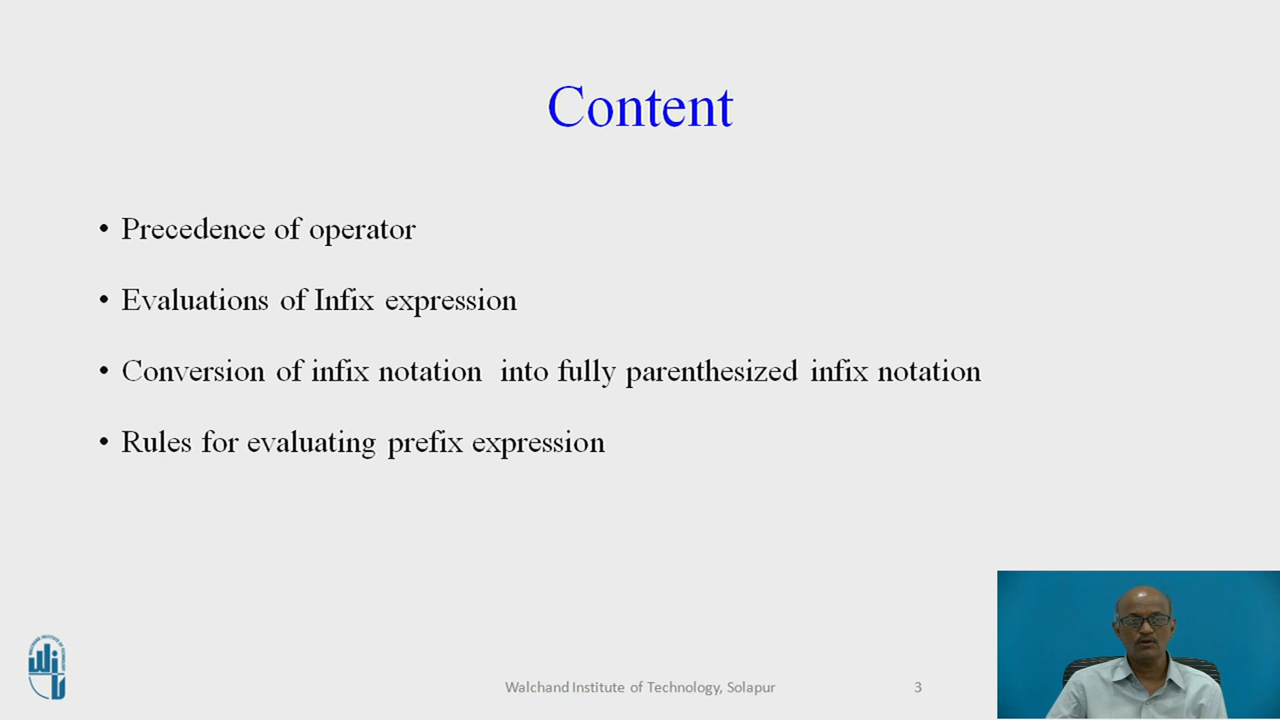 Content
• Precedence of operator
• Evaluations of Infix expression
• Conversion of infix notation into fully parenthesized infix notation
• Rules for evaluating prefix expression
Walchand Institute of Technology, Solapur
3